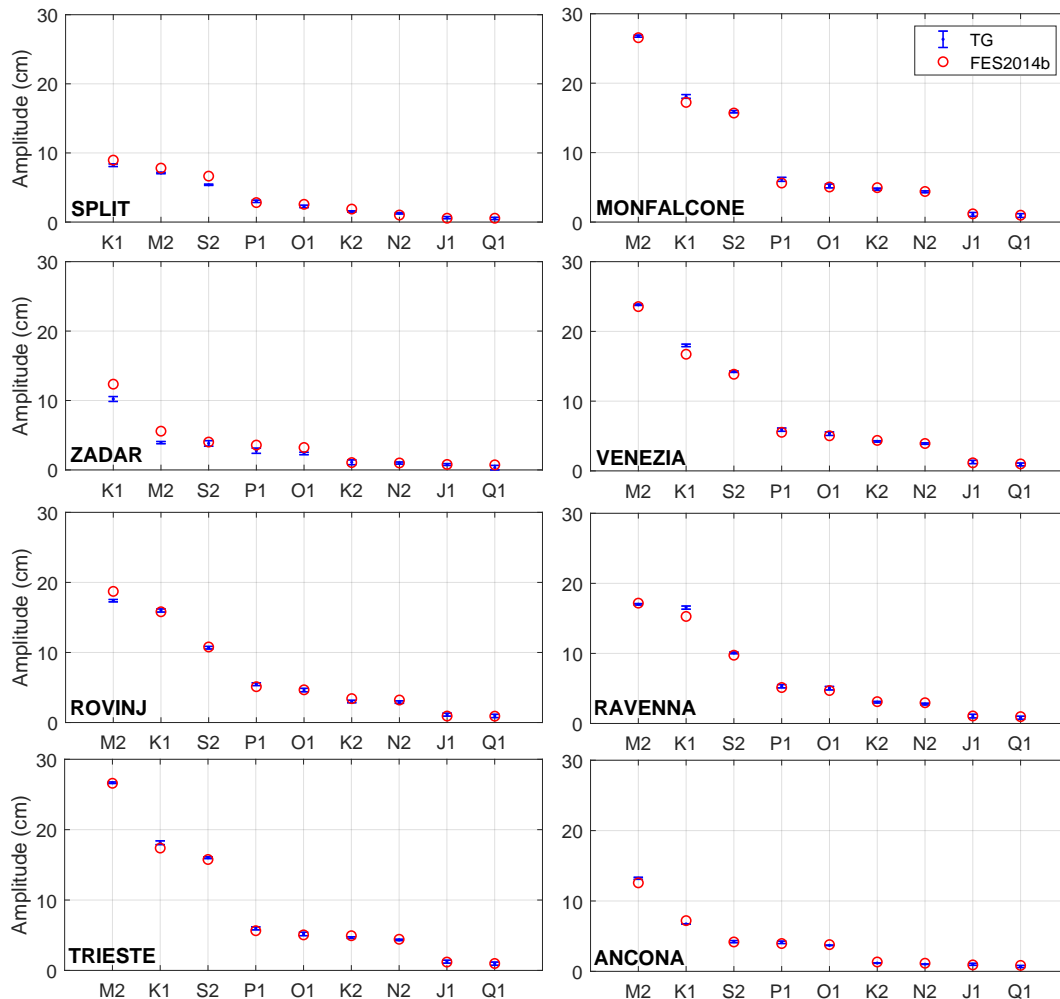 Amplitude (cm)
30
20
10
0
SPLIT
K1 M2 S2 P1 O1 K2 N2 J1 Q1
30
20
10
0
TG
FES2014b
MONFALCONE
M2 K1 S2 P1 O1 K2 N2 J1 Q1
Amplitude (cm)
30
20
10
0
ZADAR
K1 M2 S2 P1 O1 K2 N2 J1 Q1
30
20
10
0
VENEZIA
M2 K1 S2 P1 O1 K2 N2 J1 Q1
Amplitude (cm)
30
20
10
0
ROVINJ
M2 K1 S2 P1 O1 K2 N2 J1 Q1
30
20
10
0
RAVENNA
M2 K1 S2 P1 O1 K2 N2 J1 Q1
Amplitude (cm)
30
20
10
0
TRIESTE
M2 K1 S2 P1 O1 K2 N2 J1 Q1
30
20
10
0
ANCONA
M2 K1 S2 P1 O1 K2 N2 J1 Q1